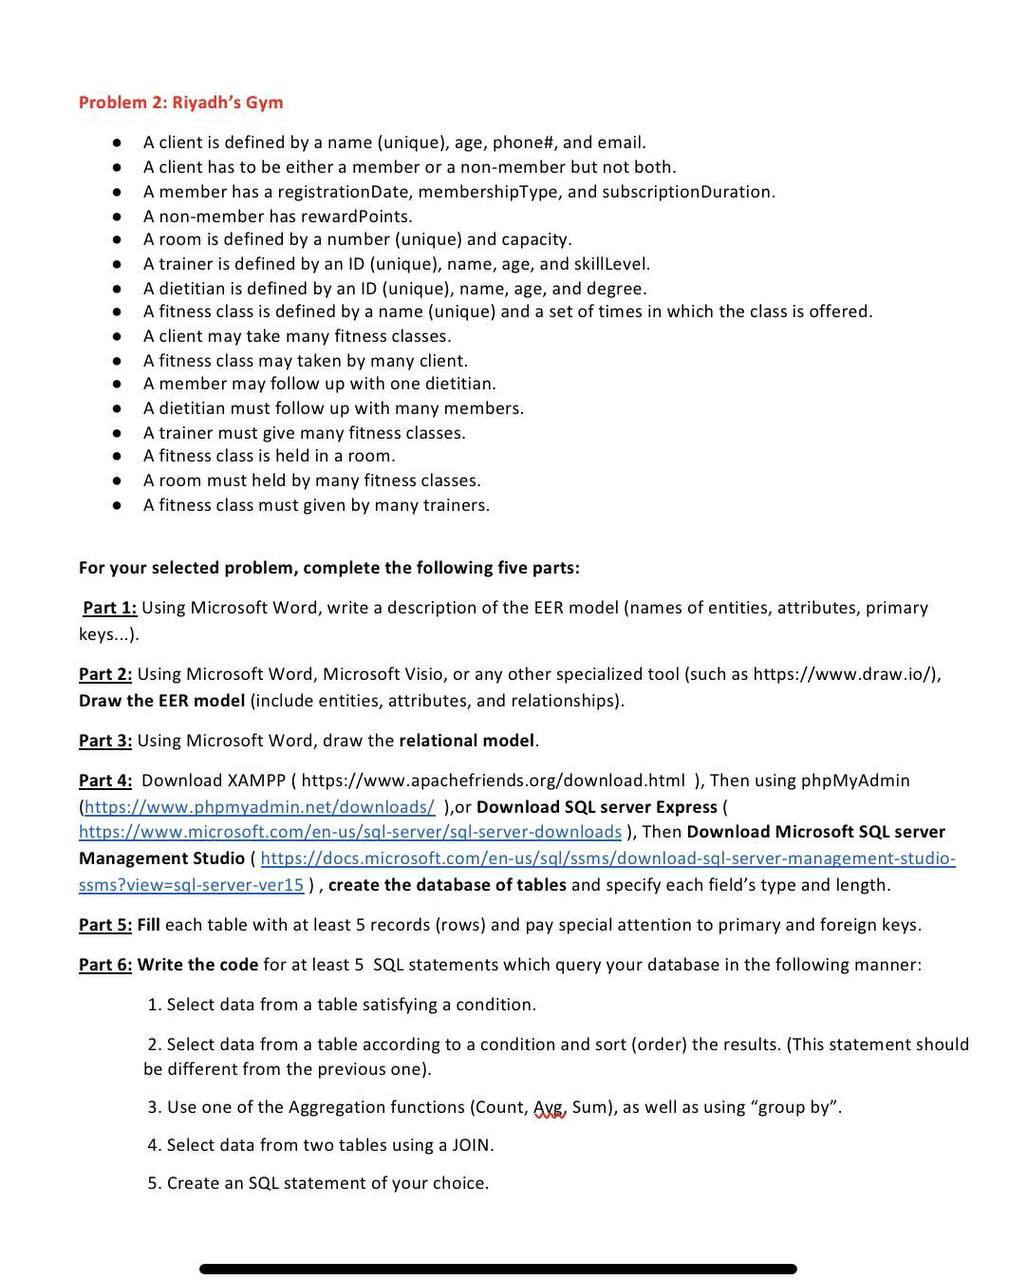 Problem 2: Riyadh’s Gym
● A client is defined by a name (unique), age, phone#, and email.
● A client has to be either a member or a non-member but not both.
● A member has a registrationDate, membershipType, and subscriptionDuration.
● A non-member has rewardPoints.
● A room is defined by a number (unique) and capacity.
● A trainer is defined by an ID (unique), name, age, and skillLevel.
● A dietitian is defined by an ID (unique), name, age, and degree.
● A fitness class is defined by a name (unique) and a set of times in which the class is offered.
● A client may take many fitness classes.
● A fitness class may taken by many client.
● A member may follow up with one dietitian.
● A dietitian must follow up with many members.
● A trainer must give many fitness classes.
● A fitness class is held in a room.
● A room must held by many fitness classes.
● A fitness class must given by many trainers.
For your selected problem, complete the following five parts:
Part 1: Using Microsoft Word, write a description of the EER model (names of entities, attributes, primary
keys...).
Part 2: Using Microsoft Word, Microsoft Visio, or any other specialized tool (such as https://www.draw.io/),
Draw the EER model (include entities, attributes, and relationships).
Part 3: Using Microsoft Word, draw the relational model.
Part 4: Download XAMPP ( https://www.apachefriends.org/download.html ), Then using phpMyAdmin
(https://www.phpmyadmin.net/downloads/ ),or Download SQL server Express (
https://www.microsoft.com/en-us/sql-server/sql-server-downloads ), Then Download Microsoft SQL server
Management Studio ( https://docs.microsoft.com/en-us/sql/ssms/download-sql-server-management-studio-
ssms?view=sql-server-ver15 ) , create the database of tables and specify each field’s type and length.
Part 5: Fill each table with at least 5 records (rows) and pay special attention to primary and foreign keys.
Part 6: Write the code for at least 5 SQL statements which query your database in the following manner:
1. Select data from a table satisfying a condition.
2. Select data from a table according to a condition and sort (order) the results. (This statement should
be different from the previous one).
3. Use one of the Aggregation functions (Count, Avg, Sum), as well as using “group by”.
4. Select data from two tables using a JOIN.
5. Create an SQL statement of your choice.